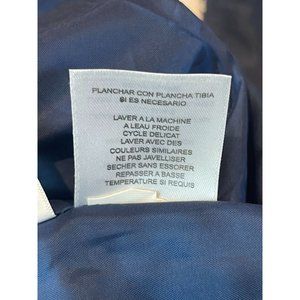 PLANCHAR CON PLANCHA TIBIA
SI ES NECESARIO
LAVER A LA MACHINE
A LEAU FROIDE
CYCLE DELICAT
LAVER AVEC DES
COULEURS SIMILAIRES
NE PAS JAVELLISER
SECHER SANS ESSORER
REPASSER A BASSE
TEMPERATURE SI REQUIS